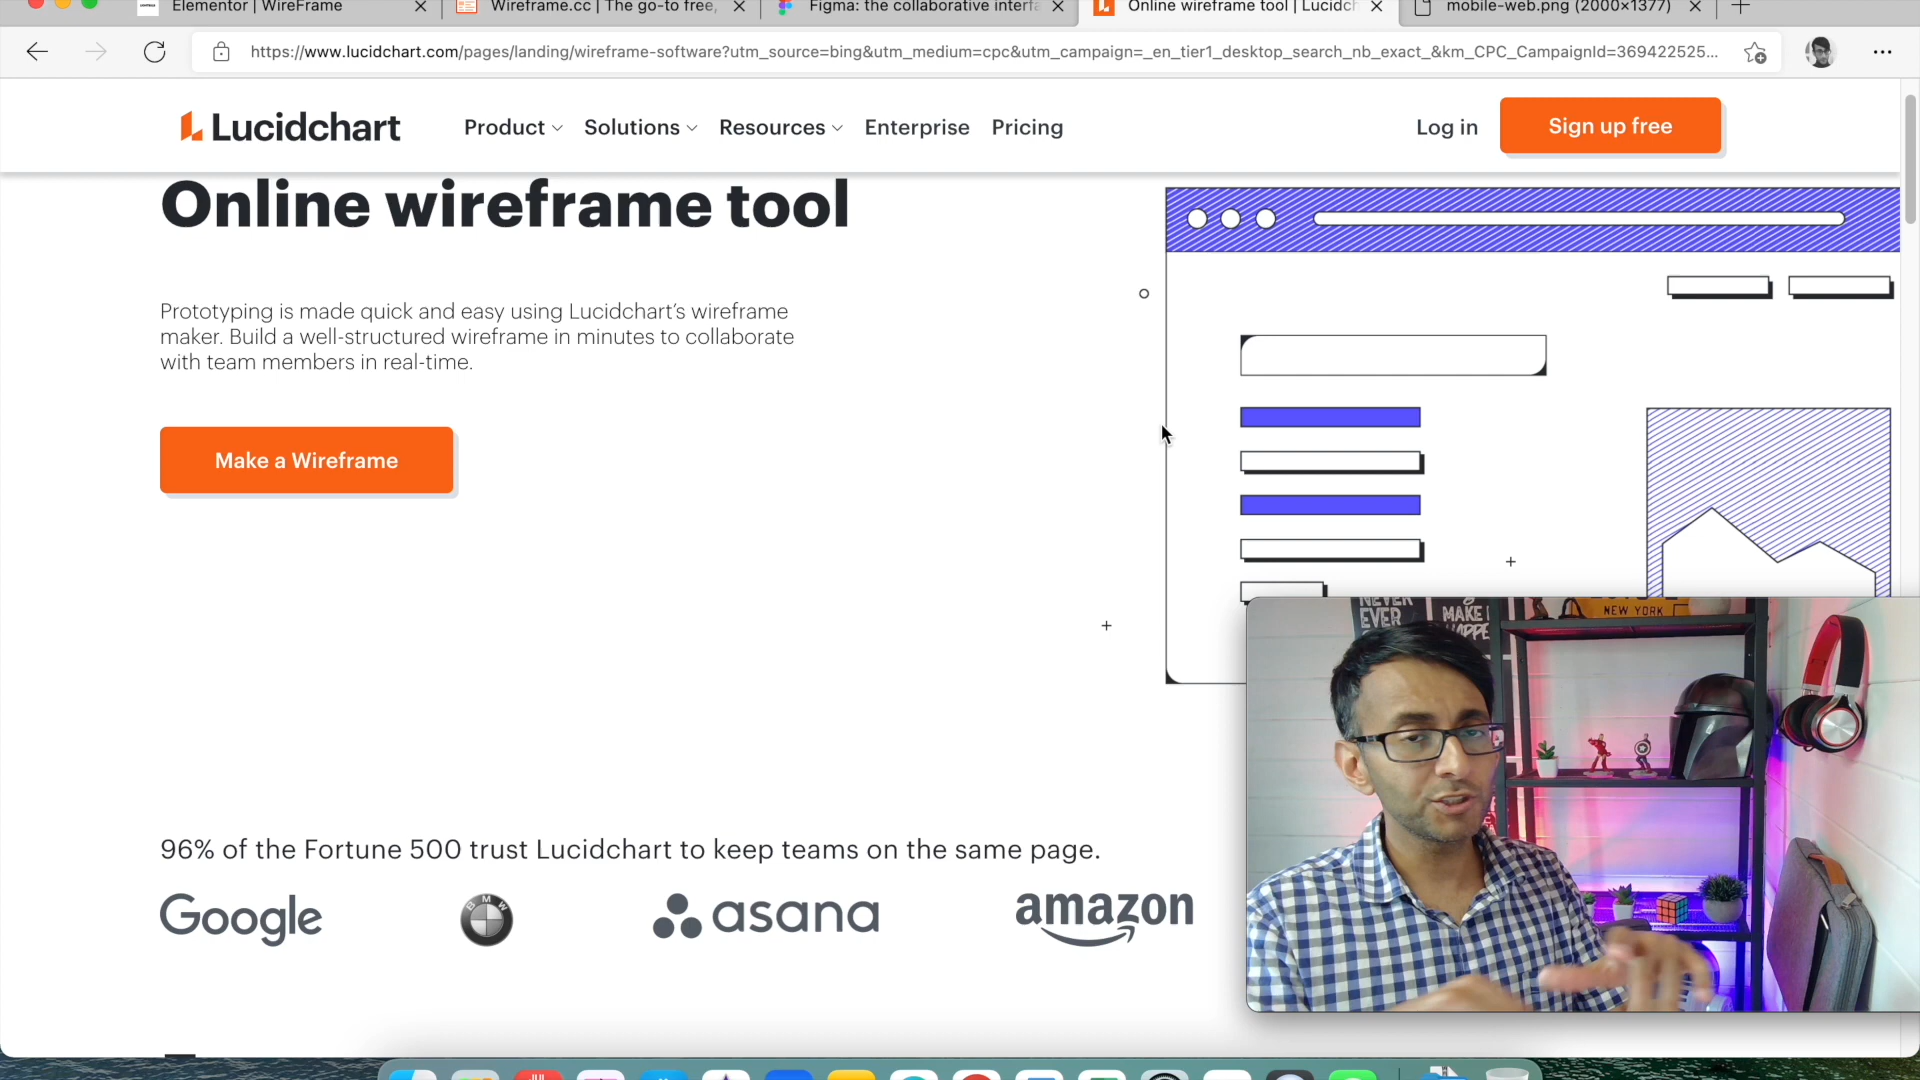 Elementor | WireFrame
Wireframe.cc | The go-to free,
Figma: the collaborative interfa
Online wireframe tool | Lucidch
mobile-web.png (2000×1377)
https://www.lucidchart.com/pages/landing/wireframe-software?utm_source=bing&utm_medium=cpc&utm_campaign=_en_tier1_desktop_search_nb_exact_&km_CPC_CampaignId=369422525...
Lucidchart
Product
Solutions
Resources
Enterprise
Pricing
Log in
Sign up free
Online wireframe tool
Prototyping is made quick and easy using Lucidchart’s wireframe
maker. Build a well-structured wireframe in minutes to collaborate
with team members in real-time.
Make a Wireframe
NEVER
EVER
MAKE
NEW YORK
96% of the Fortune 500 trust Lucidchart to keep teams on the same page.
Google
BMW
asana
amazon